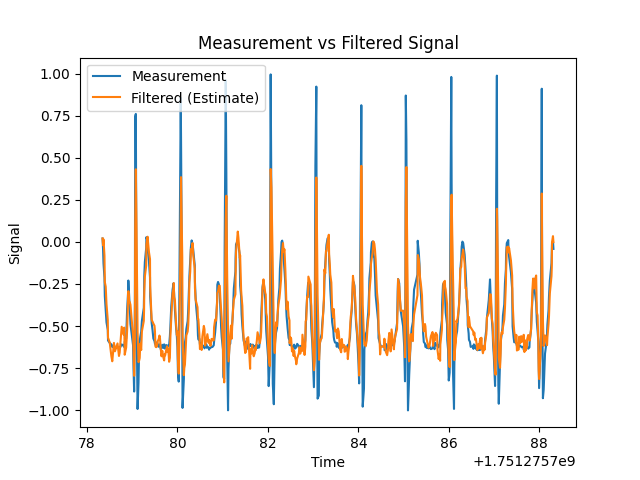 Measurement vs Filtered Signal
Measurement
Filtered (Estimate)
1.00
0.75
0.50
0.25
0.00
−0.25
−0.50
−0.75
−1.00
Signal
78
80
82
84
86
88
Time
+1.7512757e9